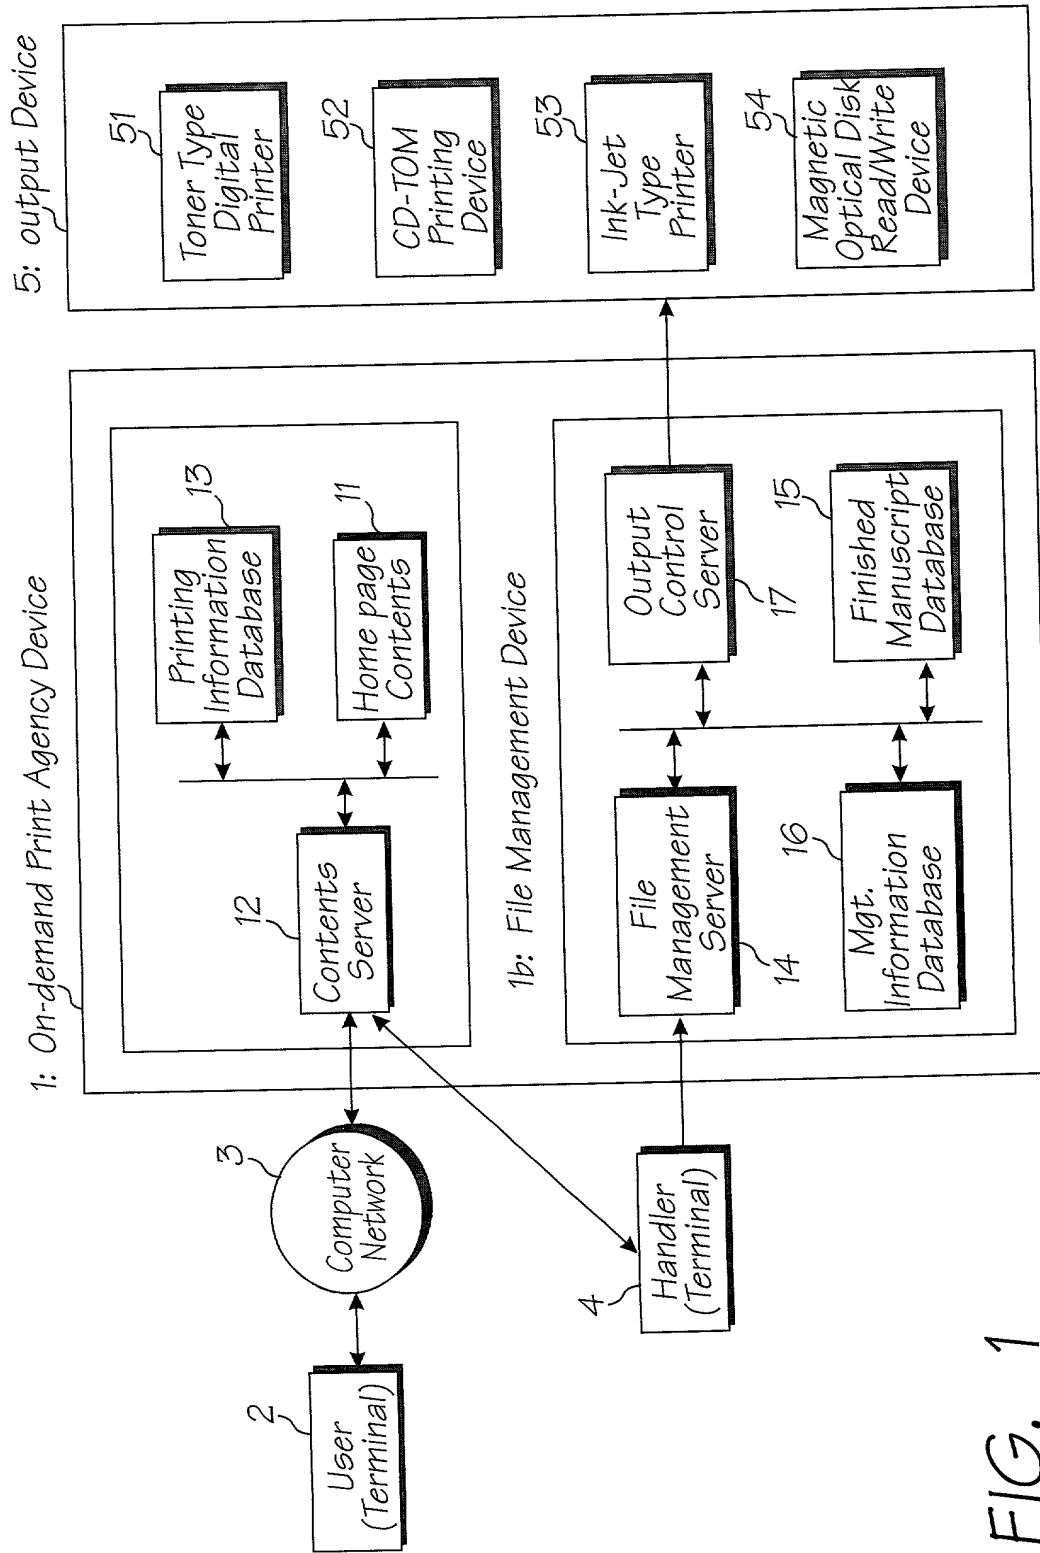 1: On-demand Print Agency Device
5: output Device
2
User
(Terminal)
3
Computer
Network
12
Contents
Server
13
Printing
Information
Database
11
Home page
Contents
4
Handler
(Terminal)
1b: File Management Device
File
Management
Server
14
Output
Control
Server
17
16
Mgt.
Information
Database
15
Finished
Manuscript
Database
51
Toner Type
Digital
Printer
52
CD-TOM
Printing
Device
53
Ink-Jet
Type
Printer
54
Magnetic
Optical Disk
Read/Write
Device
FIG. 1